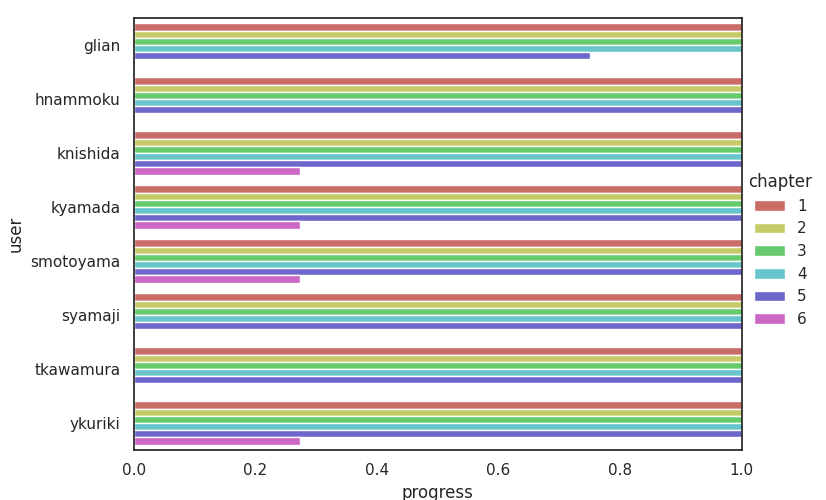 glian
hnammoku
knishida
kyamada
smotoyama
syamaji
tkawamura
ykuriki
user
0.0 0.2 0.4 0.6 0.8 1.0
progress
chapter
1
2
3
4
5
6